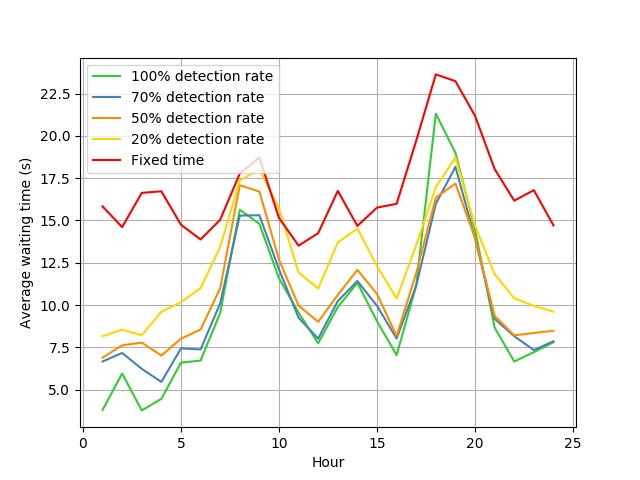 100% detection rate
70% detection rate
50% detection rate
20% detection rate
Fixed time
22.5
20.0
17.5
15.0
12.5
10.0
7.5
5.0
Average waiting time (s)
0 5 10 15 20 25
Hour